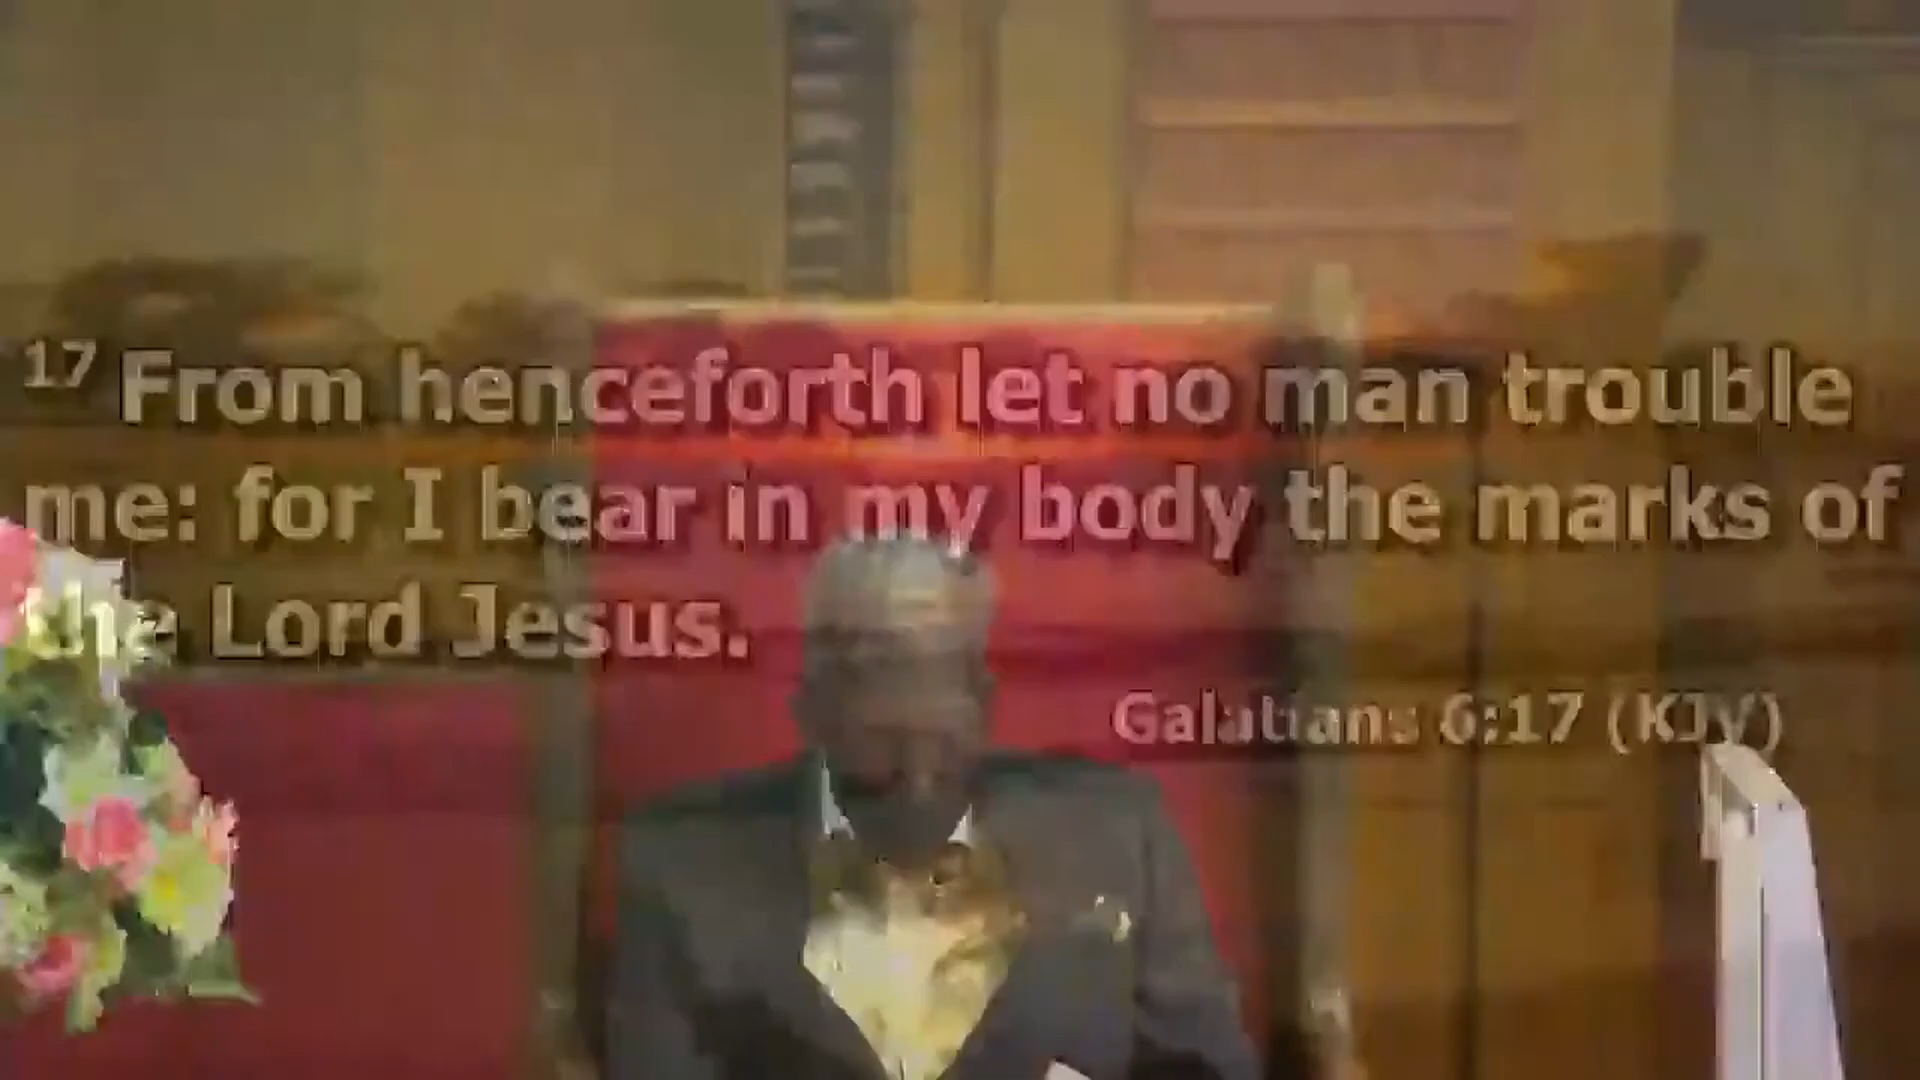 17 From henceforth let no man trouble
me: for I bear in my body the marks of
the Lord Jesus.
Galatians 6:17 (KJV)